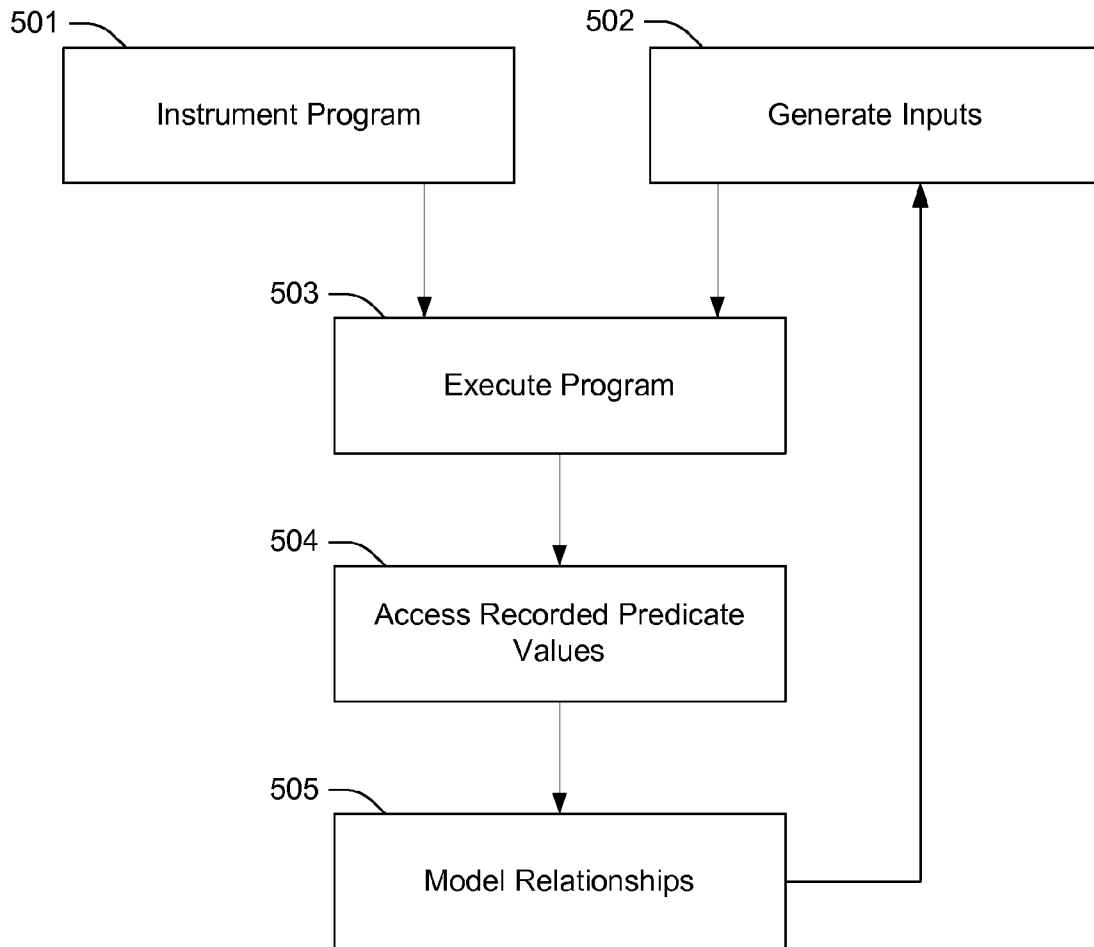 501
Instrument Program
502
Generate Inputs
503
Execute Program
504
Access Recorded Predicate
Values
505
Model Relationships